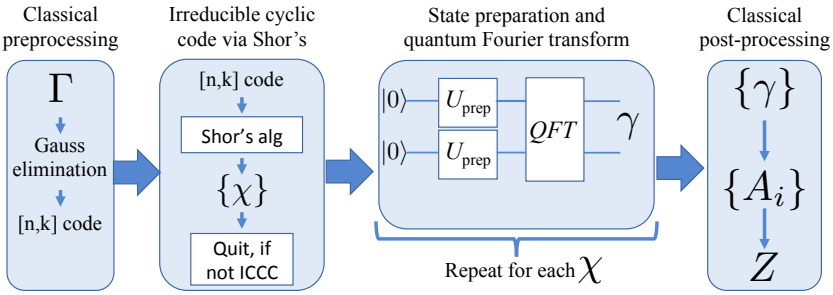 Classical
preprocessing
Γ
Gauss
elimination
[n,k] code
Irreducible cyclic
code via Shor's
[n,k] code
Shor's alg
{χ}
Quit, if
not ICCC
State preparation and
quantum Fourier transform
|0⟩ U_prep
|0⟩ U_prep
QFT
γ
Repeat for each χ
Classical
post-processing
{γ}
{A_i}
Z